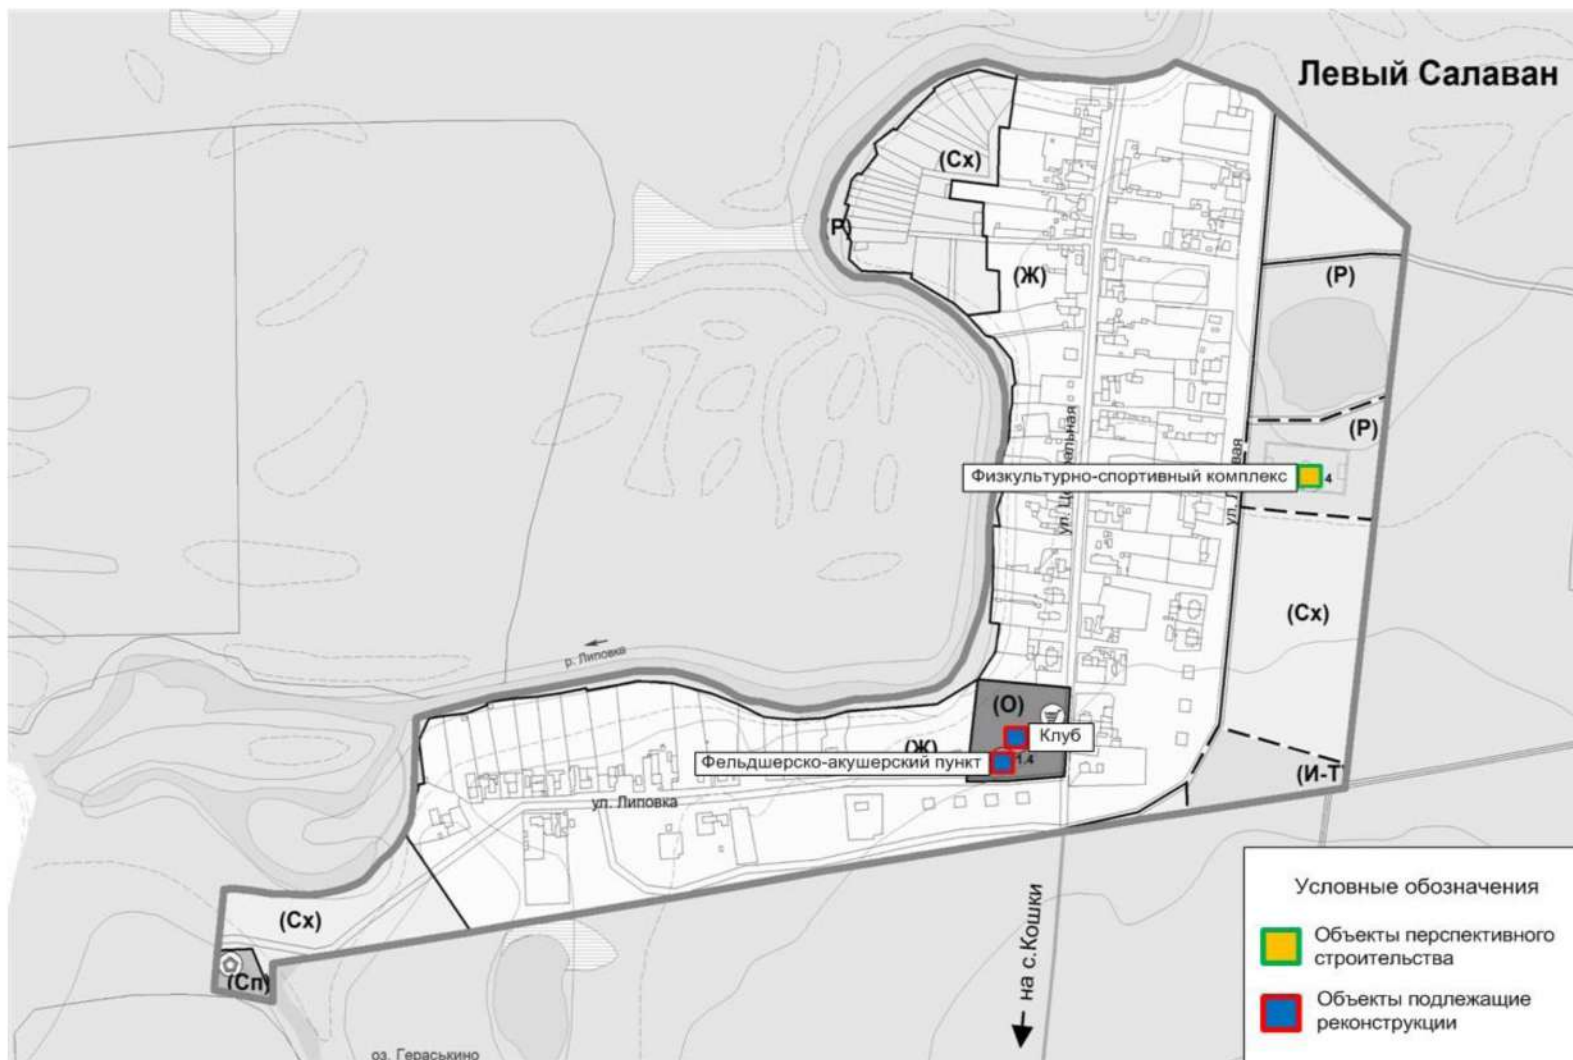 Левый Салаван
(Сх)
(Р)
(Ж)
(Р)
(Р)
Физкультурно-спортивный комплекс
4
(Сх)
р. Липовка
(О)
Клуб
(Ж)
Фельдшерско-акушерский пункт
1.4
(И-Т
ул. Липовка
на с.Кошки
(Сх)
(Сп)
оз. Гераськино
Условные обозначения
Объекты перспективного
строительства
Объекты подлежащие
реконструкции